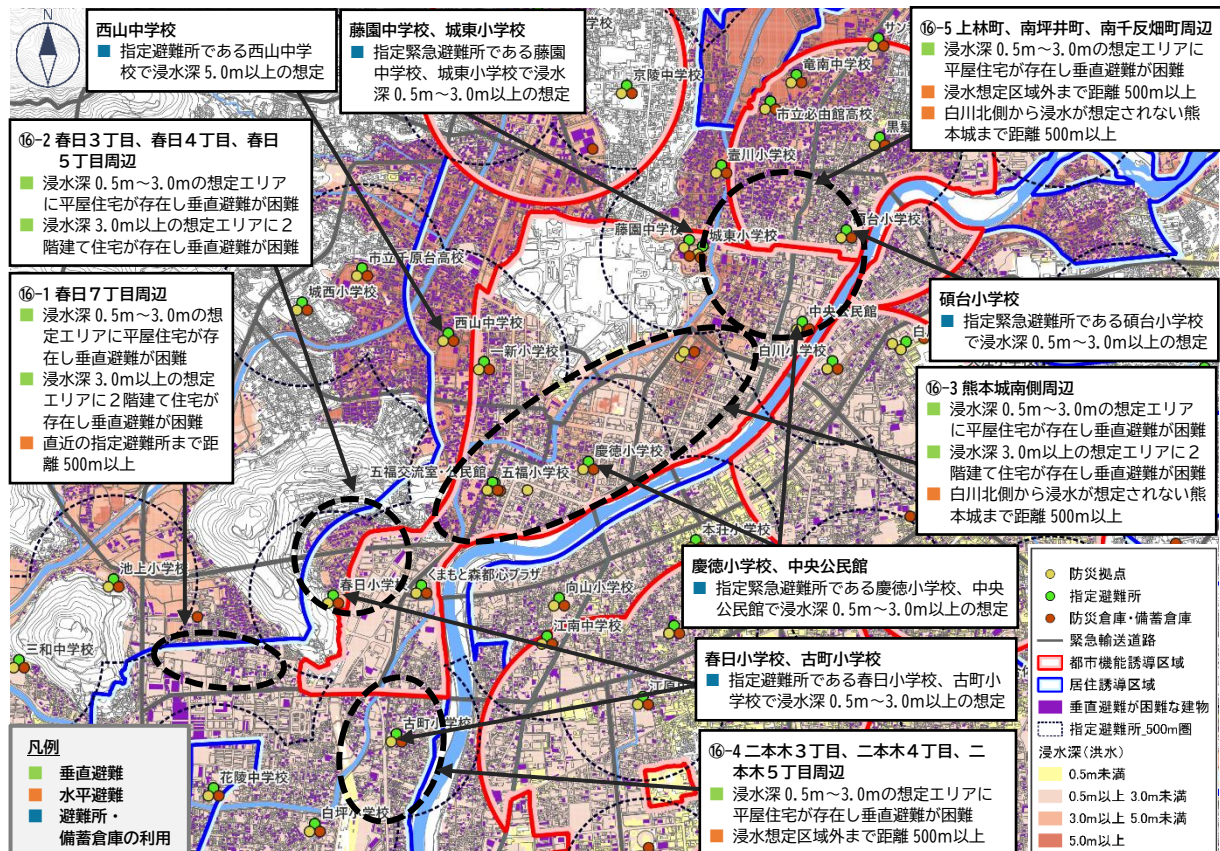 西山中学校
■ 指定避難所である西山中学
校で浸水深 5.0m以上の想定
藤園中学校、城東小学校
■ 指定緊急避難所である藤園
中学校、城東小学校で浸水
深 0.5m～3.0m以上の想定
⑯-5 上林町、南坪井町、南千反畑町周辺
■ 浸水深 0.5m～3.0mの想定エリアに
平屋住宅が存在し垂直避難が困難
■ 浸水想定区域外まで距離 500m以上
■ 白川北側から浸水が想定されない熊
本城まで距離 500m以上
⑯-2 春日３丁目、春日４丁目、春日
５丁目周辺
■ 浸水深 0.5m～3.0mの想定エリア
に平屋住宅が存在し垂直避難が困難
■ 浸水深 3.0m以上の想定エリアに２
階建て住宅が存在し垂直避難が困難
⑯-1 春日７丁目周辺
■ 浸水深 0.5m～3.0mの想
定エリアに平屋住宅が存
在し垂直避難が困難
■ 浸水深 3.0m以上の想定
エリアに２階建て住宅が
存在し垂直避難が困難
■ 直近の指定避難所まで距
離 500m以上
碩台小学校
■ 指定緊急避難所である碩台小学校
で浸水深 0.5m～3.0m以上の想定
⑯-3 熊本城南側周辺
■ 浸水深 0.5m～3.0mの想定エリア
に平屋住宅が存在し垂直避難が困難
■ 浸水深 3.0m以上の想定エリアに２
階建て住宅が存在し垂直避難が困難
■ 白川北側から浸水が想定されない熊
本城まで距離 500m以上
慶徳小学校、中央公民館
■ 指定緊急避難所である慶徳小学校、中央
公民館で浸水深 0.5m～3.0m以上の想定
春日小学校、古町小学校
■ 指定避難所である春日小学校、古町小
学校で浸水深 0.5m～3.0m以上の想定
⑯-4 二本木３丁目、二本木４丁目、二
本木５丁目周辺
■ 浸水深 0.5m～3.0mの想定エリアに
平屋住宅が存在し垂直避難が困難
■ 浸水想定区域外まで距離 500m以上
京陵中学校
竜南中学校
市立必由館高校
壺川小学校
藤園中学校
城東小学校
市立千原台高校
城西小学校
西山中学校
一新小学校
中央公民館
白川小学校
慶徳小学校
五福交流室・公民館
五福小学校
本荘小学校
池上小学校
春日小学校
くまもと森都心プラザ
向山小学校
江南中学校
三和中学校
古町小学校
花陵中学校
白坪小学校
凡例
■ 垂直避難
■ 水平避難
■ 避難所・
備蓄倉庫の利用
防災拠点
指定避難所
防災倉庫・備蓄倉庫
緊急輸送道路
都市機能誘導区域
居住誘導区域
垂直避難が困難な建物
指定避難所_500m圏
浸水深(洪水)
0.5m未満
0.5m以上 3.0m未満
3.0m以上 5.0m未満
5.0m以上